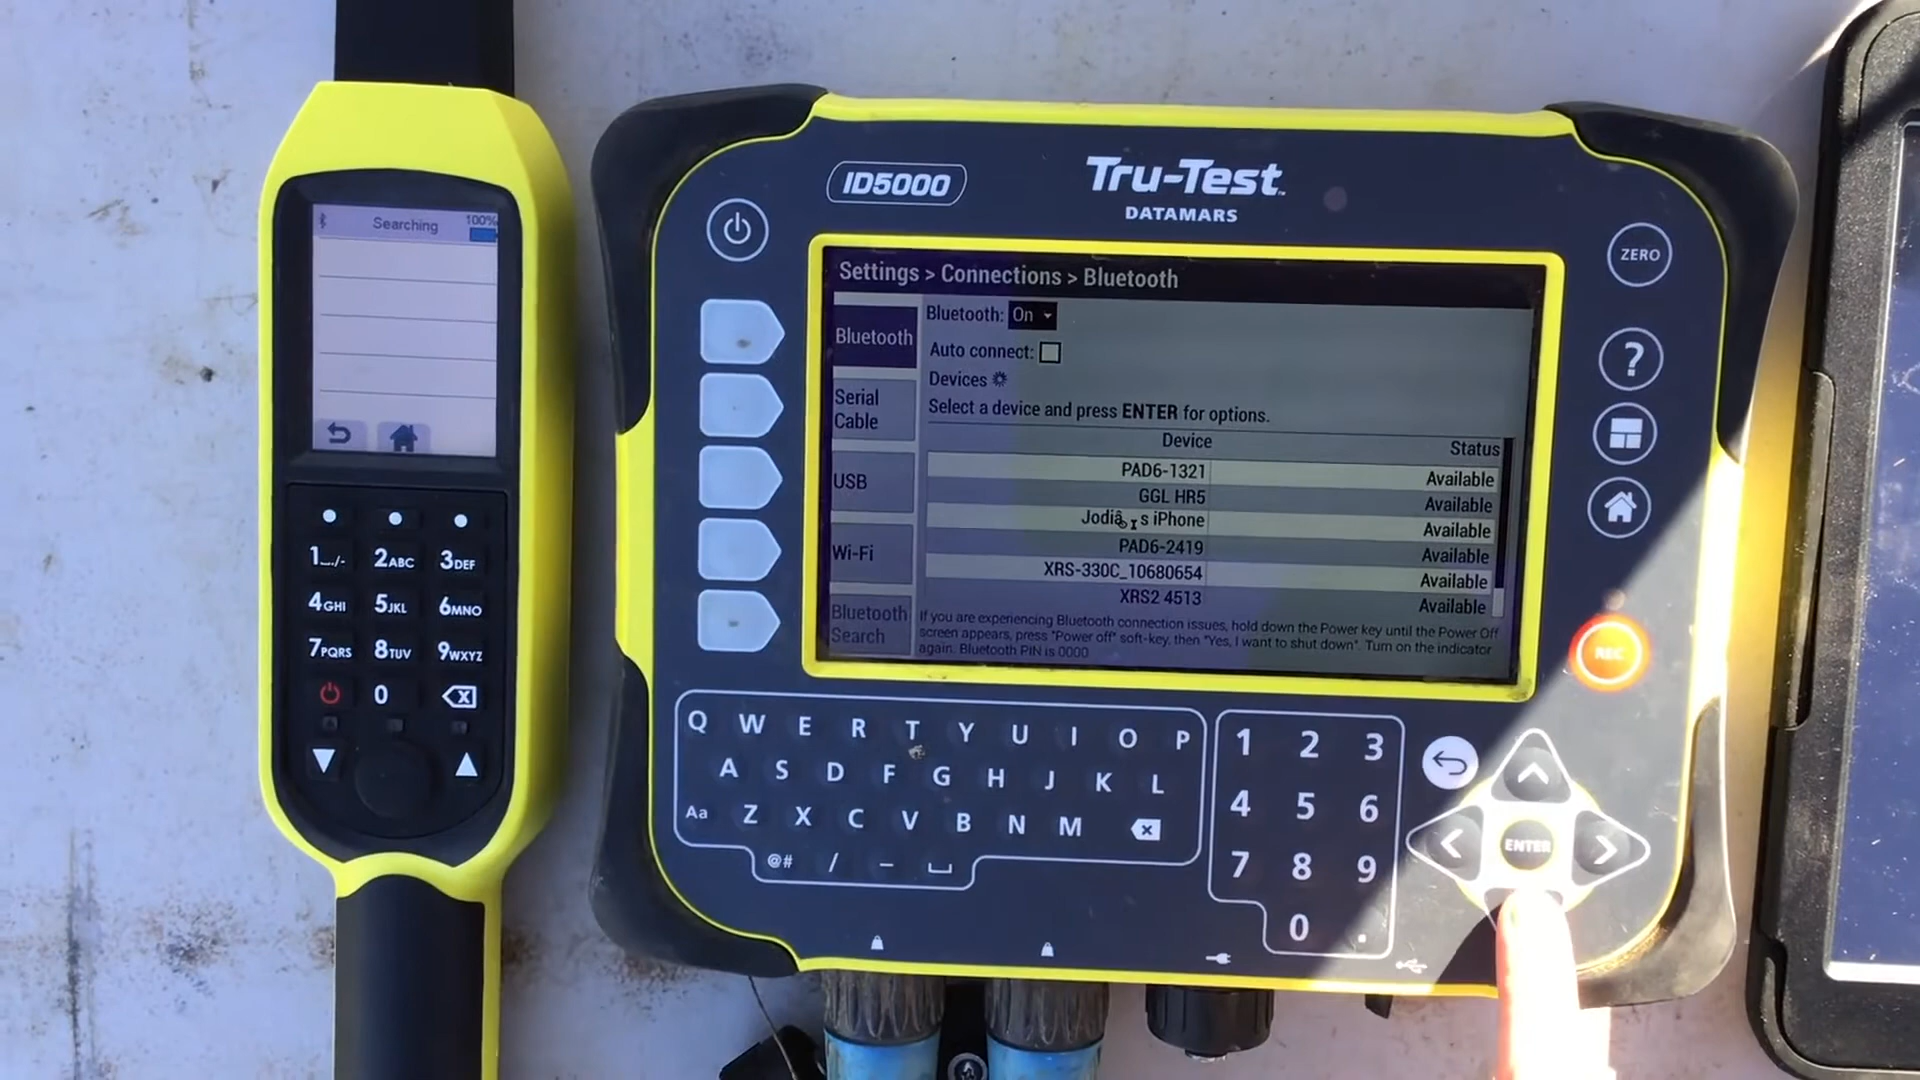 Searching 100%
1_./- 2ABC 3DEF
4GHI 5JKL 6MNO
7PQRS 8TUV 9WXYZ
0
ID5000
Tru-Test™
DATAMARS
ZERO
?
Settings > Connections > Bluetooth
Bluetooth
Serial
Cable
USB
Wi-Fi
Bluetooth
Search
Bluetooth: On
Auto connect:
Devices
Select a device and press ENTER for options.
Device Status
PAD6-1321 Available
GGL HR5 Available
Jodiâ s iPhone Available
PAD6-2419 Available
XRS-330C_10680654 Available
XRS2 4513 Available
If you are experiencing Bluetooth connection issues, hold down the Power key until the Power Off
screen appears, press "Power off" soft-key, then "Yes, I want to shut down". Turn on the indicator
again. Bluetooth PIN is 0000
REC
Q W E R T Y U I O P
A S D F G H J K L
Aa Z X C V B N M
@# / –
1 2 3
4 5 6
7 8 9
0 .
ENTER